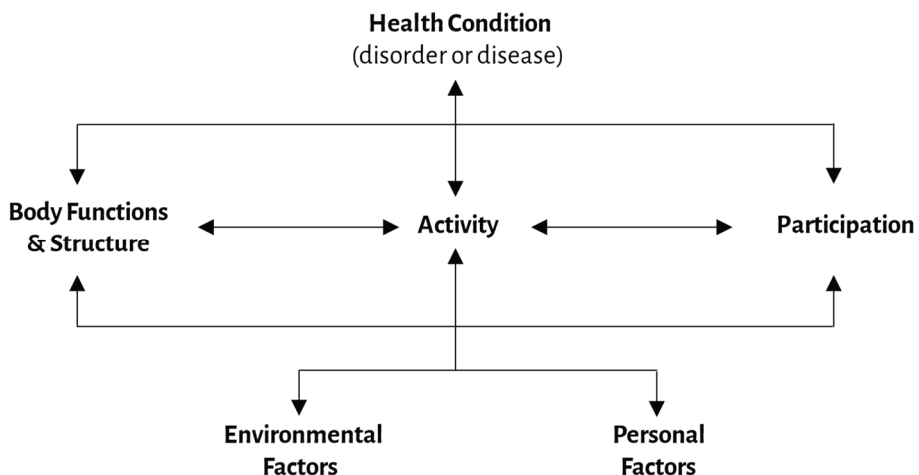 Health Condition
(disorder or disease)
Body Functions
& Structure
Activity
Participation
Environmental
Factors
Personal
Factors